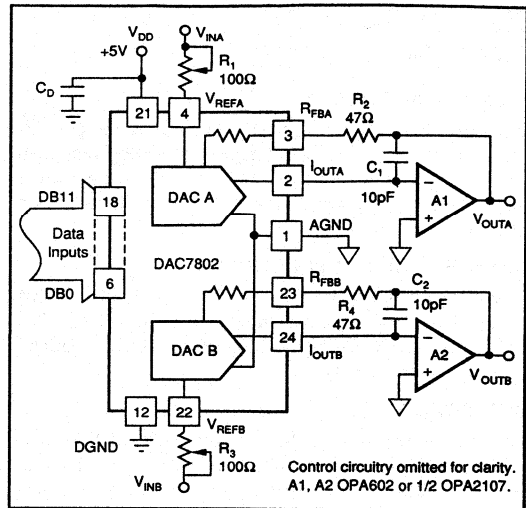 V_DD
+5V
V_INA
C_D
R_1
100Ω
21
4
V_REFA
R_FBA
R_2
47Ω
3
I_OUTA
2
C_1
10pF
−
+
A1
V_OUTA
DB11
18
Data
Inputs
DAC A
1
AGND
DAC7802
6
DB0
23
R_FBB
R_4
47Ω
C_2
10pF
24
I_OUTB
DAC B
−
+
A2
V_OUTB
12
22
V_REFB
DGND
R_3
100Ω
V_INB
Control circuitry omitted for clarity.
A1, A2 OPA602 or 1/2 OPA2107.